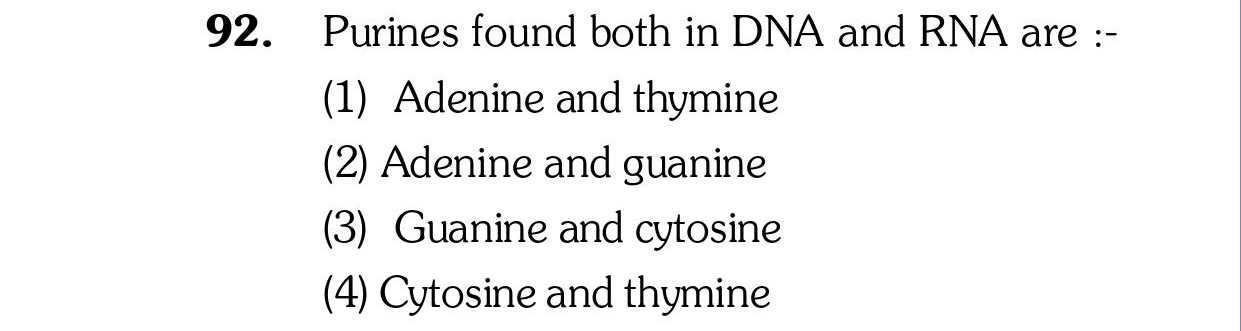 92. Purines found both in DNA and RNA are :-
(1) Adenine and thymine
(2) Adenine and guanine
(3) Guanine and cytosine
(4) Cytosine and thymine